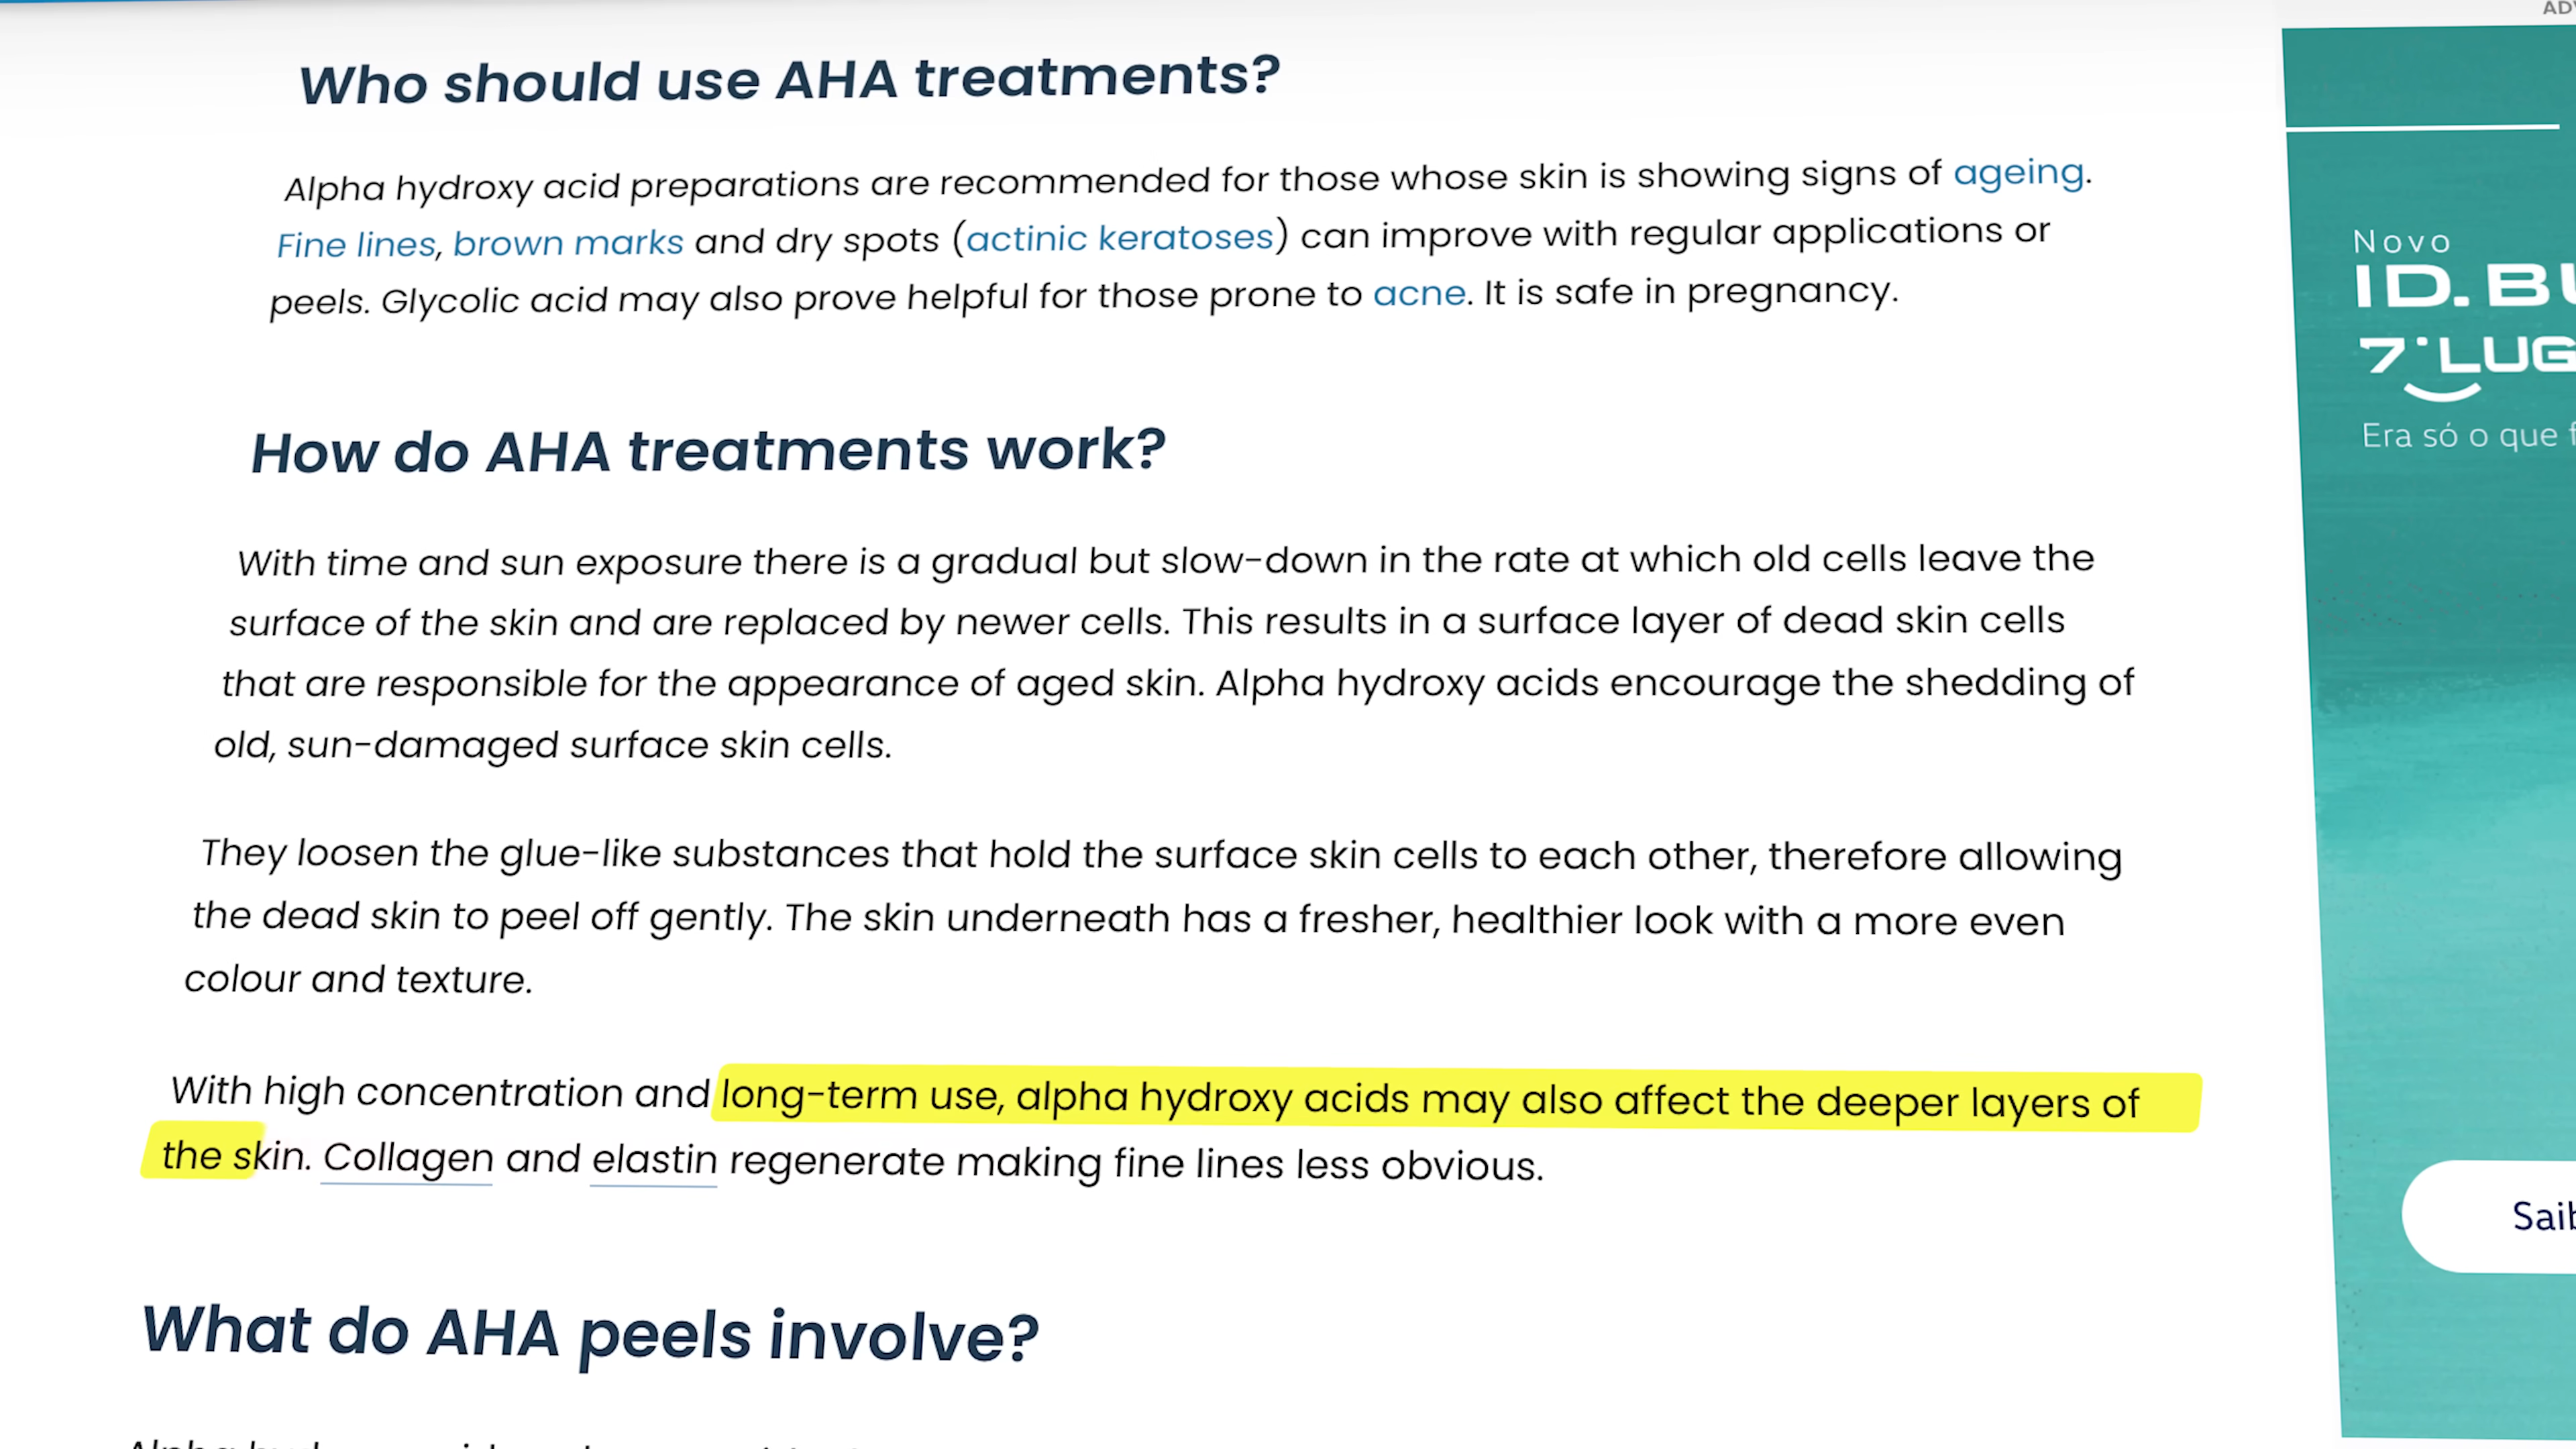 Who should use AHA treatments?
Alpha hydroxy acid preparations are recommended for those whose skin is showing signs of ageing.
Fine lines, brown marks and dry spots (actinic keratoses) can improve with regular applications or
peels. Glycolic acid may also prove helpful for those prone to acne. It is safe in pregnancy.
How do AHA treatments work?
With time and sun exposure there is a gradual but slow-down in the rate at which old cells leave the
surface of the skin and are replaced by newer cells. This results in a surface layer of dead skin cells
that are responsible for the appearance of aged skin. Alpha hydroxy acids encourage the shedding of
old, sun-damaged surface skin cells.
They loosen the glue-like substances that hold the surface skin cells to each other, therefore allowing
the dead skin to peel off gently. The skin underneath has a fresher, healthier look with a more even
colour and texture.
With high concentration and long-term use, alpha hydroxy acids may also affect the deeper layers of
the skin. Collagen and elastin regenerate making fine lines less obvious.
What do AHA peels involve?
Novo
ID. BU
7 LUG
Era só o que f
Saib